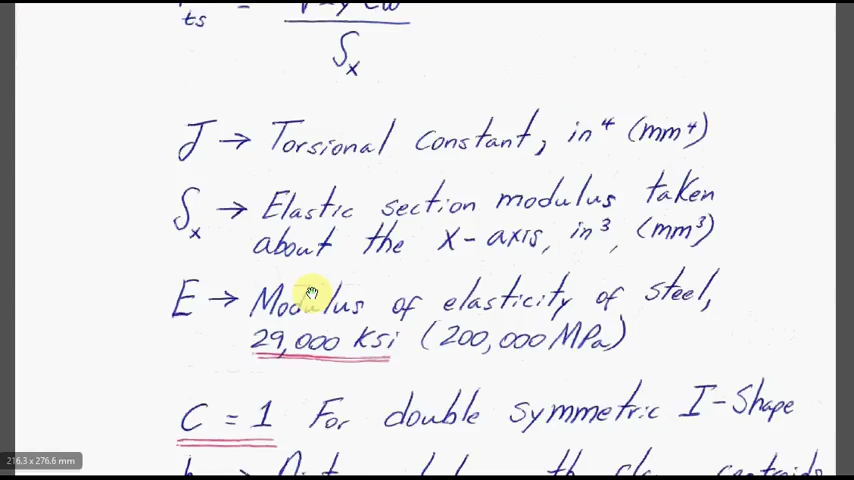 ts =
Sx
J → Torsional constant, in⁴ (mm⁴)
Sx → Elastic section modulus taken
about the X-axis, in³, (mm³)
E → Modulus of elasticity of steel,
29,000 Ksi (200,000 MPa)
C = 1 For double symmetric I-Shape
216.3 x 276.6 mm